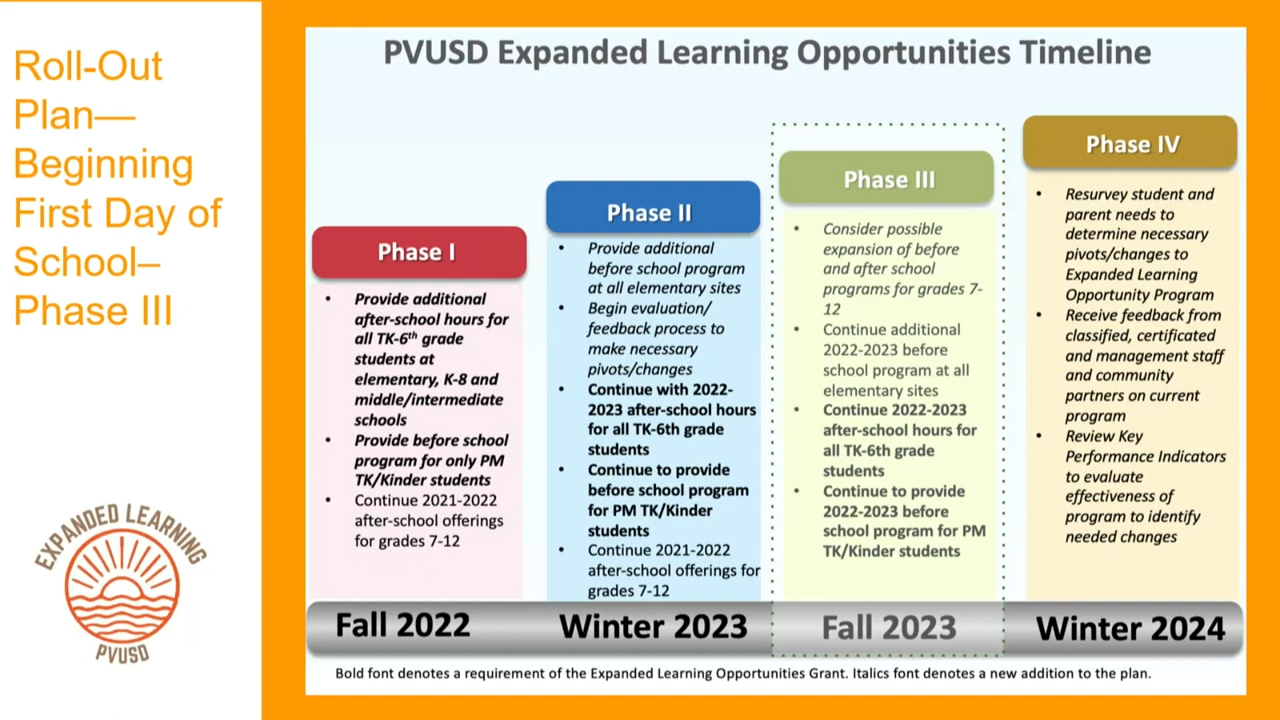 Roll-Out
Plan—
Beginning
First Day of
School–
Phase III
EXPANDED LEARNING
PVUSD
PVUSD Expanded Learning Opportunities Timeline
Phase I
• Provide additional
after-school hours for
all TK-6th grade
students at
elementary, K-8 and
middle/intermediate
schools
• Provide before school
program for only PM
TK/Kinder students
• Continue 2021-2022
after-school offerings
for grades 7-12
Fall 2022
Phase II
• Provide additional
before school program
at all elementary sites
• Begin evaluation/
feedback process to
make necessary
pivots/changes
• Continue with 2022-
2023 after-school hours
for all TK-6th grade
students
• Continue to provide
before school program
for PM TK/Kinder
students
• Continue 2021-2022
after-school offerings for
grades 7-12
Winter 2023
Phase III
• Consider possible
expansion of before
and after school
programs for grades 7-
12
• Continue additional
2022-2023 before
school program at all
elementary sites
• Continue 2022-2023
after-school hours for
all TK-6th grade
students
• Continue to provide
2022-2023 before
school program for PM
TK/Kinder students
Fall 2023
Phase IV
• Resurvey student and
parent needs to
determine necessary
pivots/changes to
Expanded Learning
Opportunity Program
• Receive feedback from
classified, certificated
and management staff
and community
partners on current
program
• Review Key
Performance Indicators
to evaluate
effectiveness of
program to identify
needed changes
Winter 2024
Bold font denotes a requirement of the Expanded Learning Opportunities Grant. Italics font denotes a new addition to the plan.